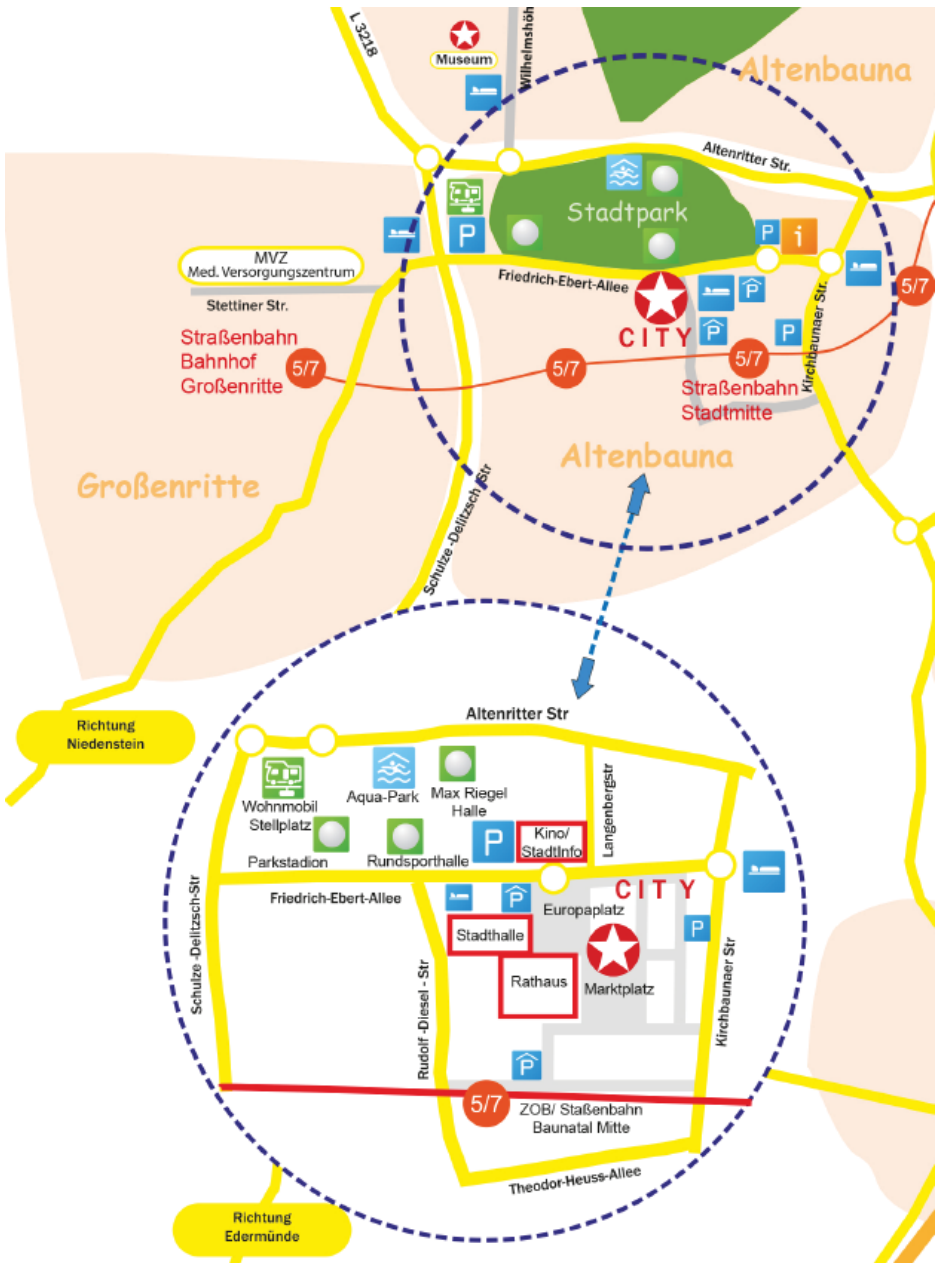 L 3218
Museum
Wilhelmshöh
Altenbauna
Altenritter Str.
Stadtpark
P
P
i
MVZ
Med. Versorgungszentrum
Stettiner Str.
Friedrich-Ebert-Allee
P
CITY
P
P
5/7
Kirchbaunaer Str.
Straßenbahn
Bahnhof
Großenritte
5/7
5/7
5/7
Straßenbahn
Stadtmitte
Großenritte
Altenbauna
Schulze -Delitzsch -Str
Richtung
Niedenstein
Altenritter Str
Wohnmobil
Stellplatz
Aqua-Park
Max Riegel
Halle
Langenbergstr
Parkstadion
Rundsporthalle
P
Kino/
StadtInfo
Friedrich-Ebert-Allee
CITY
P
Europaplatz
P
Stadthalle
Rathaus
Marktplatz
Schulze -Delitzsch-Str
Rudolf -Diesel - Str
Kirchbaunaer Str
P
5/7
ZOB/ Staßenbahn
Baunatal Mitte
Theodor-Heuss-Allee
Richtung
Edermünde